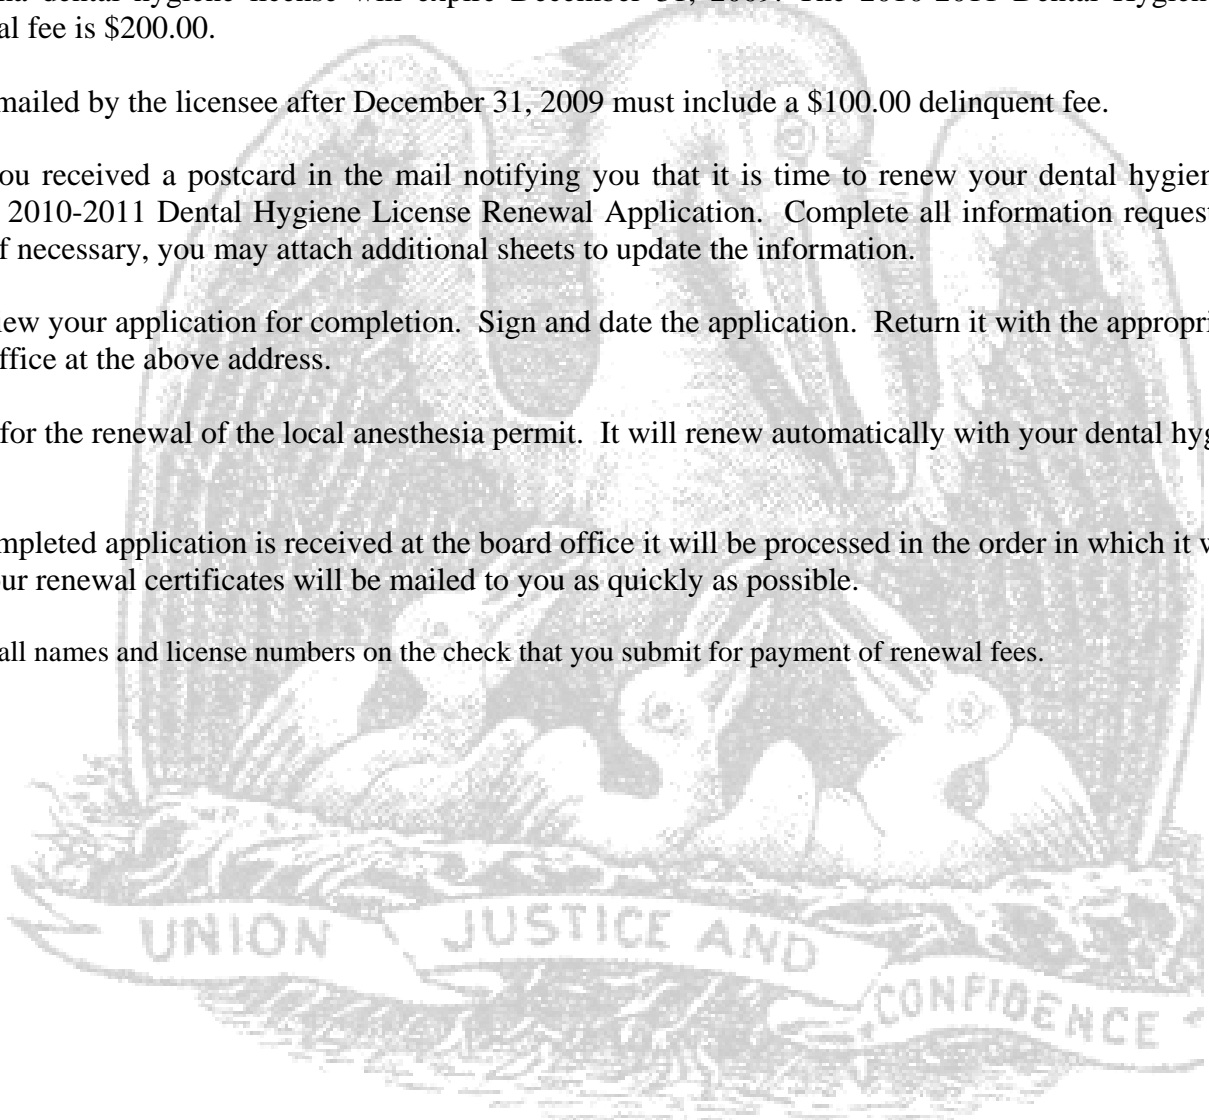 na dental hygiene license will expire December 31, 2009. The 2010-2011 Dental Hygien
al fee is $200.00.
mailed by the licensee after December 31, 2009 must include a $100.00 delinquent fee.
ou received a postcard in the mail notifying you that it is time to renew your dental hygien
2010-2011 Dental Hygiene License Renewal Application. Complete all information request
f necessary, you may attach additional sheets to update the information.
iew your application for completion. Sign and date the application. Return it with the appropri
ffice at the above address.
for the renewal of the local anesthesia permit. It will renew automatically with your dental hyg
mpleted application is received at the board office it will be processed in the order in which it w
our renewal certificates will be mailed to you as quickly as possible.
all names and license numbers on the check that you submit for payment of renewal fees.
UNION JUSTICE AND
CONFIDENCE